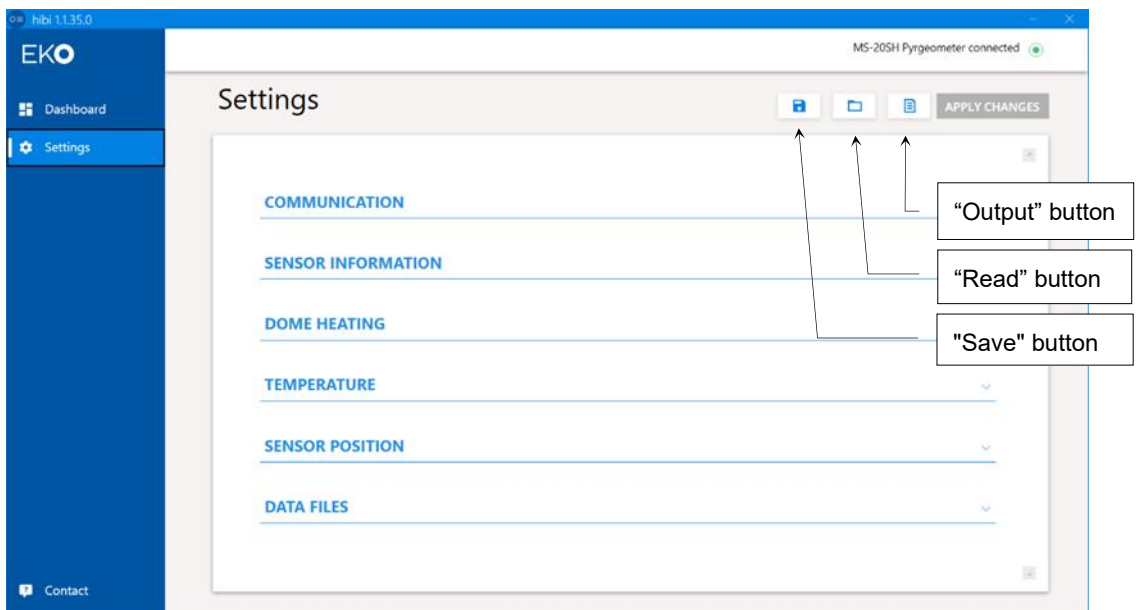 hibi 1.1.35.0
EKO
MS-20SH Pyrgeometer connected
Dashboard
Settings
Settings
APPLY CHANGES
COMMUNICATION
SENSOR INFORMATION
DOME HEATING
TEMPERATURE
SENSOR POSITION
DATA FILES
“Output” button
“Read” button
"Save" button
Contact